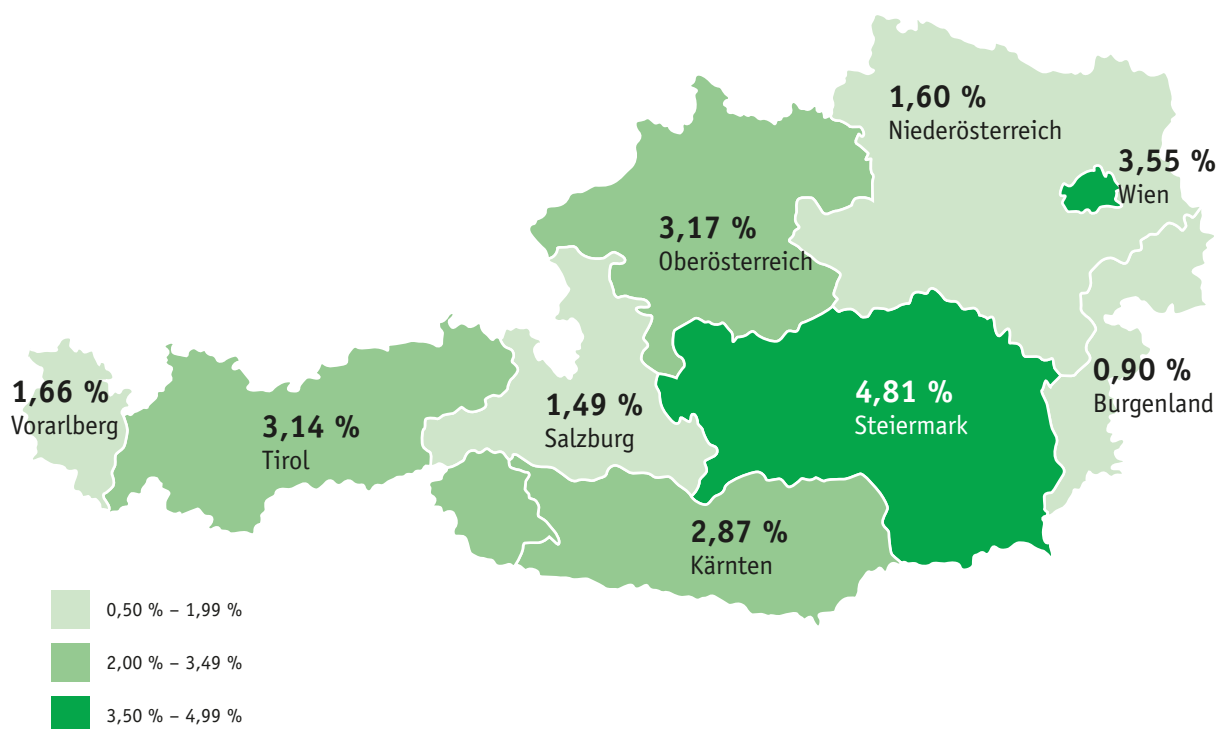 1,60 %
Niederösterreich
3,55 %
Wien
3,17 %
Oberösterreich
1,66 %
Vorarlberg
3,14 %
Tirol
1,49 %
Salzburg
4,81 %
Steiermark
0,90 %
Burgenland
2,87 %
Kärnten
0,50 % – 1,99 %
2,00 % – 3,49 %
3,50 % – 4,99 %